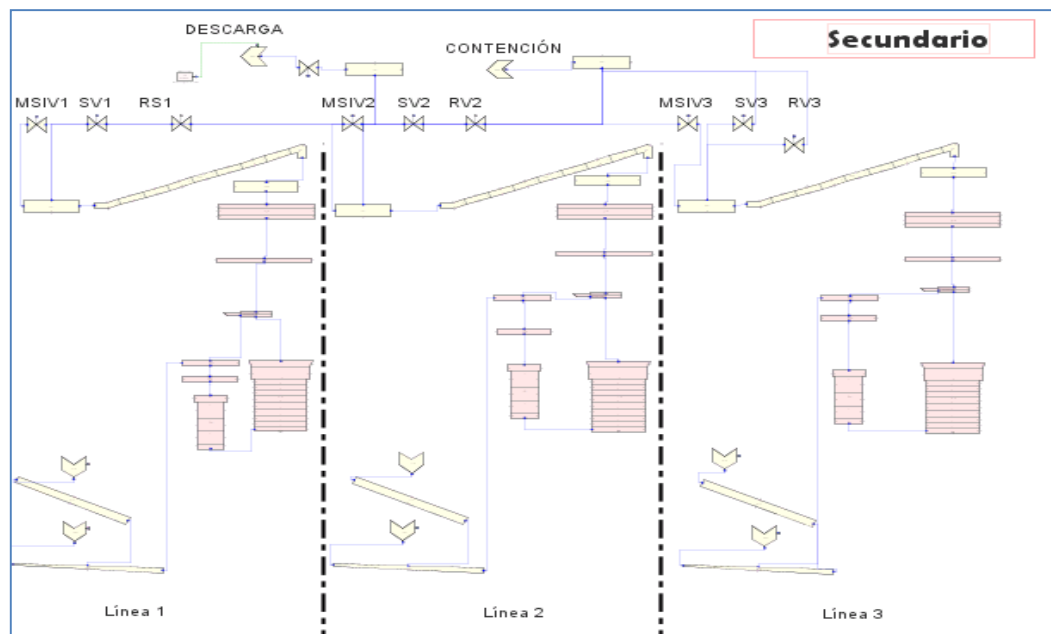 DESCARGA
CONTENCIÓN
Secundario
MSIV1 SV1 RS1 MSIV2 SV2 RV2 MSIV3 SV3 RV3
Línea 1
Línea 2
Línea 3